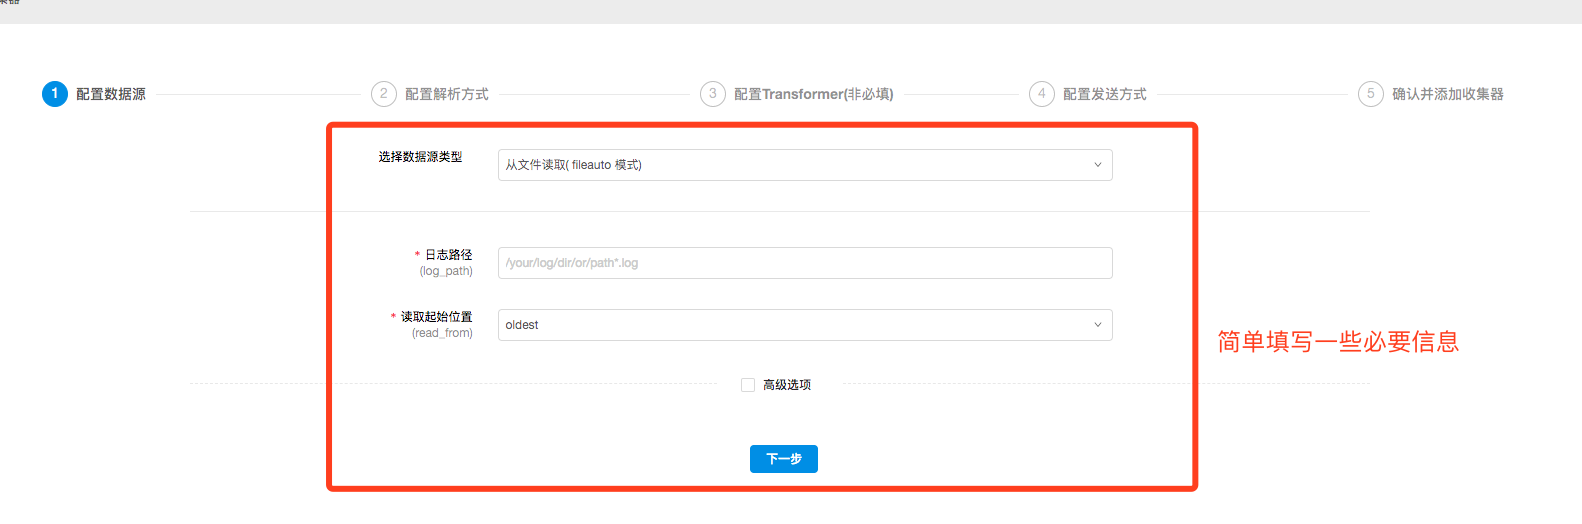 1 配置数据源
2 配置解析方式
3 配置Transformer(非必填)
4 配置发送方式
5 确认并添加收集器
选择数据源类型
从文件读取( fileauto 模式)
* 日志路径
(log_path)
/your/log/dir/or/path*.log
* 读取起始位置
(read_from)
oldest
简单填写一些必要信息
高级选项
下一步